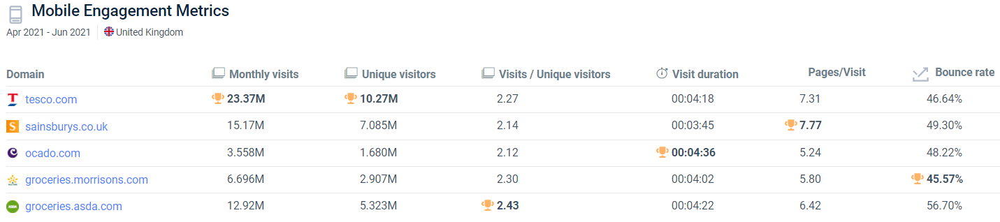 Mobile Engagement Metrics
Apr 2021 - Jun 2021 United Kingdom
Domain Monthly visits Unique visitors Visits / Unique visitors Visit duration Pages/Visit Bounce rate
tesco.com 23.37M 10.27M 2.27 00:04:18 7.31 46.64%
sainsburys.co.uk 15.17M 7.085M 2.14 00:03:45 7.77 49.30%
ocado.com 3.558M 1.680M 2.12 00:04:36 5.24 48.22%
groceries.morrisons.com 6.696M 2.907M 2.30 00:04:02 5.80 45.57%
groceries.asda.com 12.92M 5.323M 2.43 00:04:22 6.42 56.70%